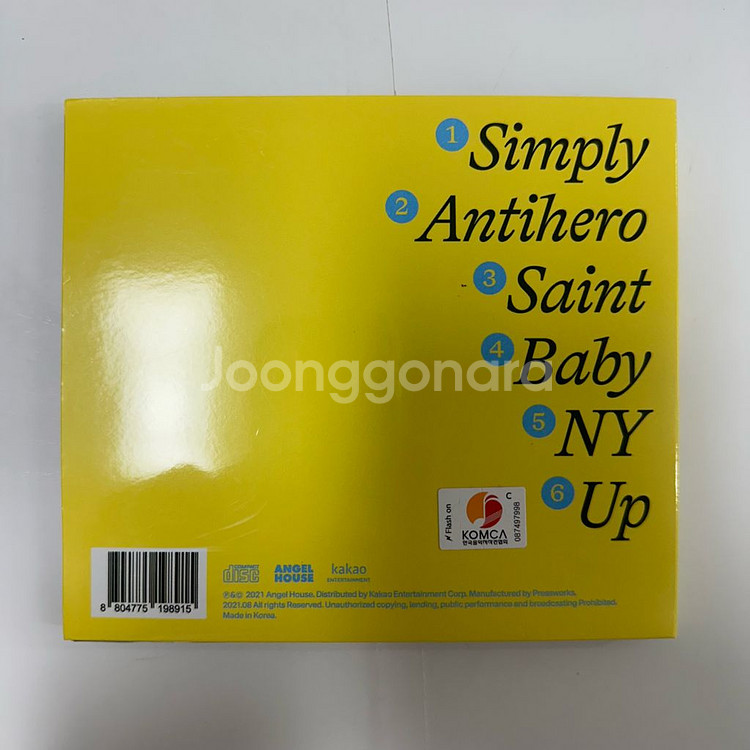 1 Simply
2 Antihero
3 Saint
Joonggonara
4 Baby
5 NY
6 Up
Flash on
KOMCA
한국음악저작권협회
C
087497998
8 804775 198915
COMPACT
disc
ANGEL
HOUSE
kakao
ENTERTAINMENT
℗&© 2021 Angel House. Distributed by Kakao Entertainment Corp. Manufactured by Pressworks.
2021.08 All rights Reserved. Unauthorized copying, lending, public performance and broadcasting Prohibited.
Made in Korea.